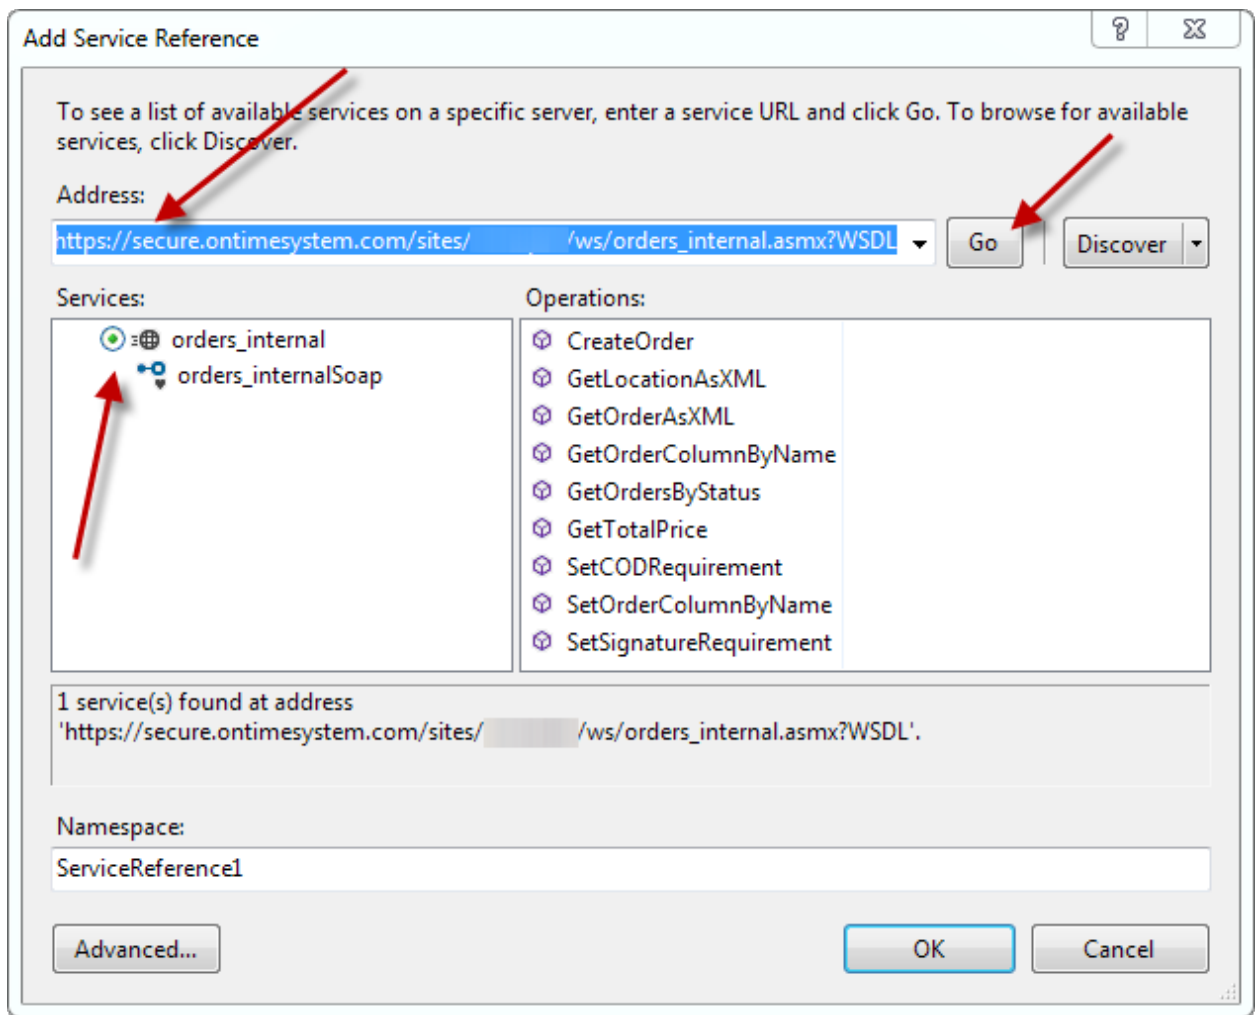 Add Service Reference
To see a list of available services on a specific server, enter a service URL and click Go. To browse for available
services, click Discover.
Address:
https://secure.ontimesystem.com/sites/ /ws/orders_internal.asmx?WSDL Go Discover
Services: Operations:
orders_internal CreateOrder
orders_internalSoap GetLocationAsXML
GetOrderAsXML
GetOrderColumnByName
GetOrdersByStatus
GetTotalPrice
SetCODRequirement
SetOrderColumnByName
SetSignatureRequirement
1 service(s) found at address
'https://secure.ontimesystem.com/sites/ /ws/orders_internal.asmx?WSDL'.
Namespace:
ServiceReference1
Advanced... OK Cancel